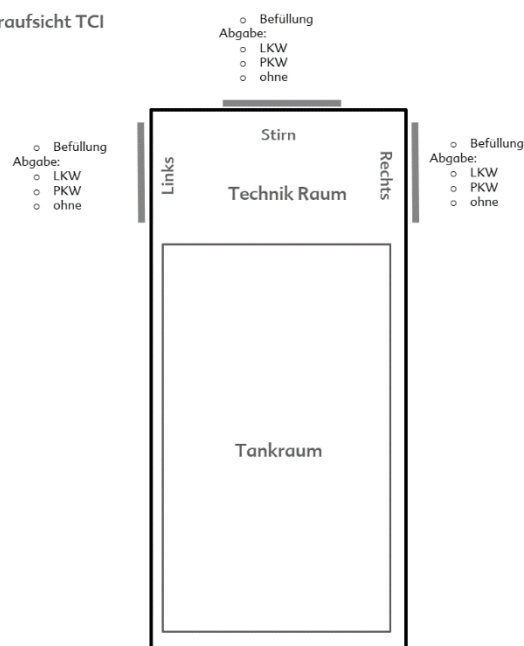 raufsicht TCI
○ Befüllung
Abgabe:
○ LKW
○ PKW
○ ohne
Stirn
○ Befüllung
Abgabe:
○ LKW
○ PKW
○ ohne
Links
Technik Raum
Rechts
○ Befüllung
Abgabe:
○ LKW
○ PKW
○ ohne
Tankraum